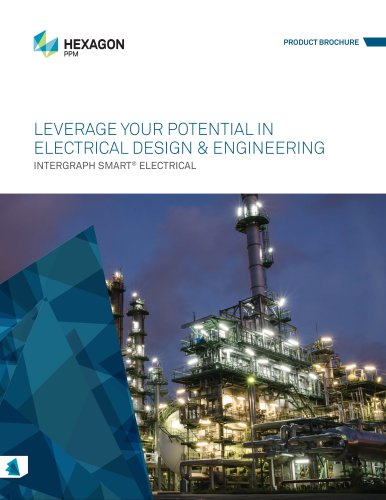 HEXAGON
PPM
PRODUCT BROCHURE
LEVERAGE YOUR POTENTIAL IN
ELECTRICAL DESIGN & ENGINEERING
INTERGRAPH SMART® ELECTRICAL